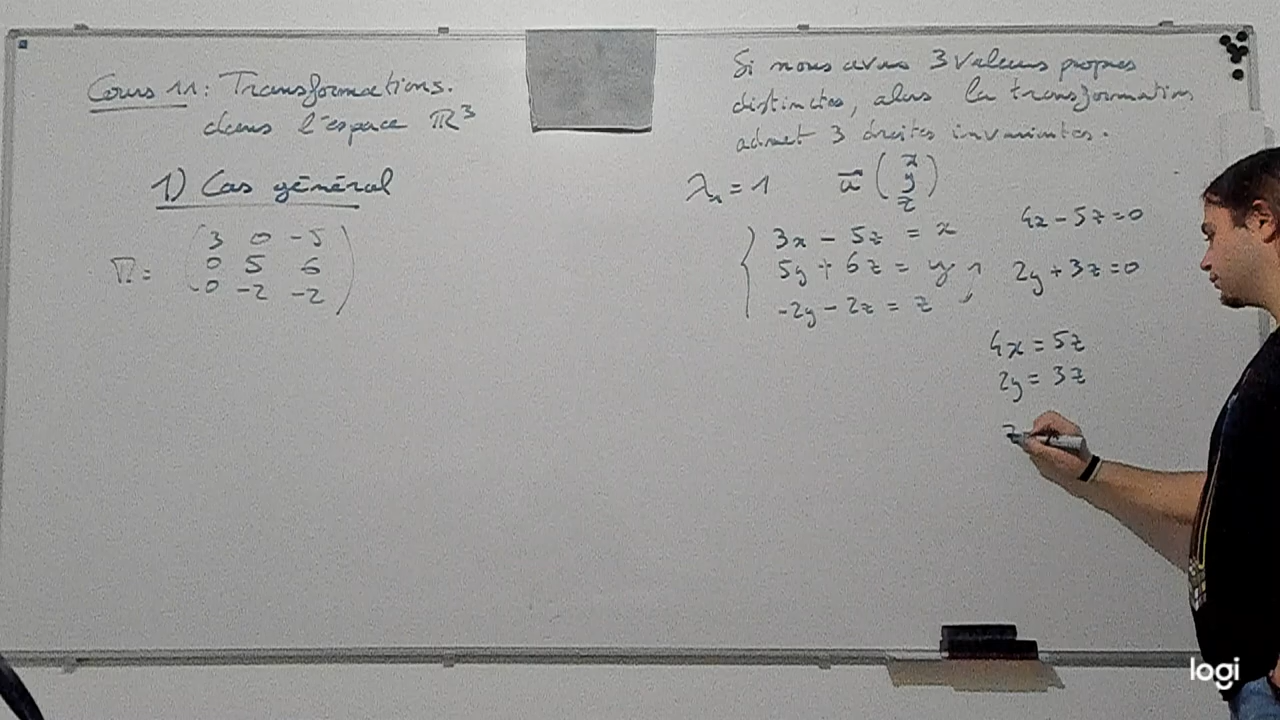 Cours 11: Transformations.
dans l'espace ℝ³
1) Cas général
M = ( 3 0 -5
0 5 6
0 -2 -2 )
Si nous avons 3 valeurs propres
distinctes, alors la transformation
admet 3 droites invariantes.
λ₁ = 1 u⃗ ( x
y
z )
{ 3x - 5z = x
5y + 6z = y
-2y - 2z = z
4x - 5z = 0
2y + 3z = 0
4x = 5z
2y = 3z
logi